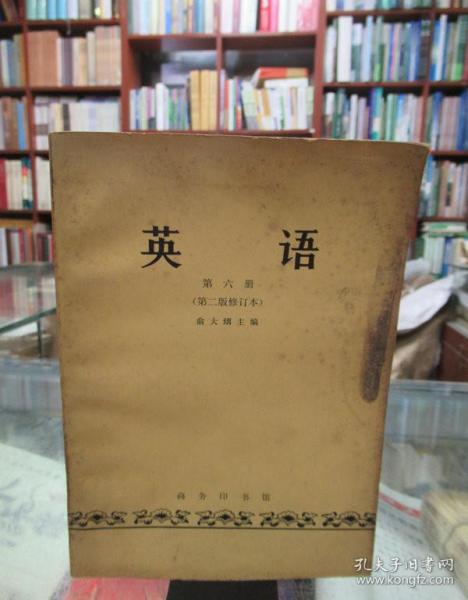 英 语
第 六 册
(第二版修订本)
俞大𬘡主编
商 务 印 书 馆
孔夫子旧书网
www.kongfz.com